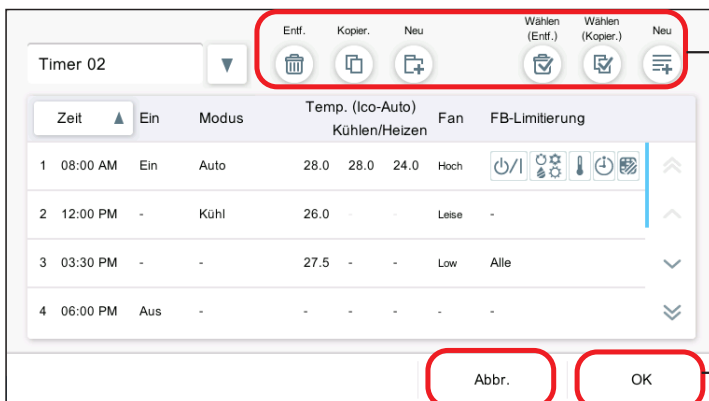 Entf. Kopier. Neu Wählen (Entf.) Wählen (Kopier.) Neu
Timer 02 ▼
Zeit ▲ Ein Modus Temp. (Ico-Auto) Kühlen/Heizen Fan FB-Limitierung
1 08:00 AM Ein Auto 28.0 28.0 24.0 Hoch
2 12:00 PM - Kühl 26.0 - - Leise -
3 03:30 PM - - 27.5 - - Low Alle
4 06:00 PM Aus - - - - - -
Abbr. OK